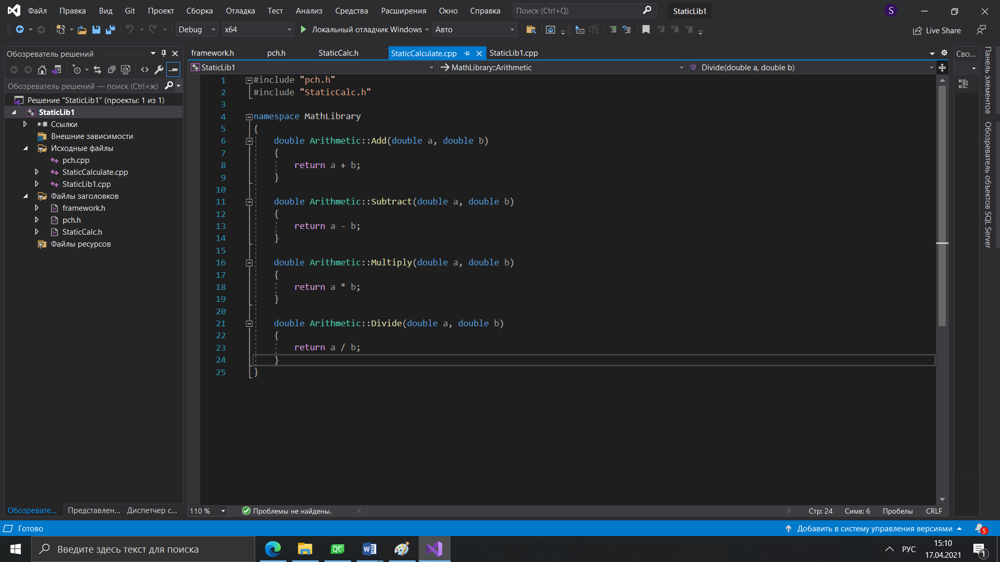 Файл Правка Вид Git Проект Сборка Отладка Тест Анализ Средства Расширения Окно Справка Поиск (Ctrl+Q) StaticLib1 S
Debug x64 Локальный отладчик Windows Авто Live Share
Обозреватель решений
Обозреватель решений — поиск (Ctrl+ж)
Решение "StaticLib1" (проекты: 1 из 1)
StaticLib1
Ссылки
Внешние зависимости
Исходные файлы
pch.cpp
StaticCalculate.cpp
StaticLib1.cpp
Файлы заголовков
framework.h
pch.h
StaticCalc.h
Файлы ресурсов
Обозревате... Представлен... Диспетчер с...
framework.h pch.h StaticCalc.h StaticCalculate.cpp StaticLib1.cpp
StaticLib1 MathLibrary::Arithmetic Divide(double a, double b)
1 #include "pch.h"
2 #include "StaticCalc.h"
3
4 namespace MathLibrary
5 {
6 double Arithmetic::Add(double a, double b)
7 {
8 return a + b;
9 }
10
11 double Arithmetic::Subtract(double a, double b)
12 {
13 return a - b;
14 }
15
16 double Arithmetic::Multiply(double a, double b)
17 {
18 return a * b;
19 }
20
21 double Arithmetic::Divide(double a, double b)
22 {
23 return a / b;
24 }
25 }
110 % Проблемы не найдены. Стр: 24 Симв: 6 Пробелы CRLF
Сво...
Панель элементов
Обозреватель объектов SQL Server
Готово Добавить в систему управления версиями 5
Введите здесь текст для поиска QC РУС 15:10
17.04.2021 1